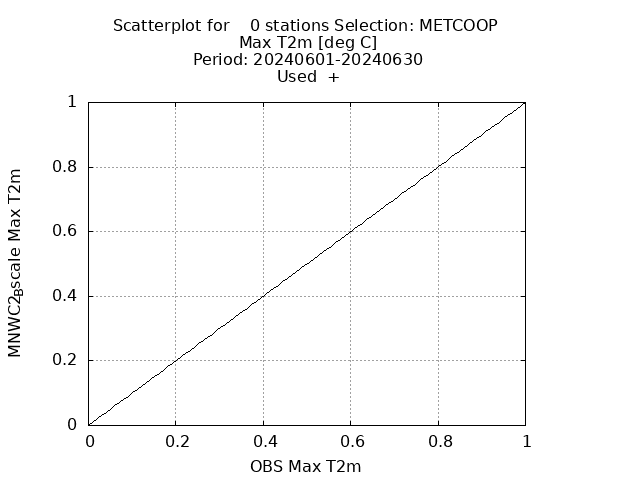 Scatterplot for    0 stations Selection: METCOOP
Max T2m [deg C]
Period: 20240601-20240630
Used  +
1
0.8
0.6
0.4
0.2
0
MNWC2Bscale Max T2m
0 0.2 0.4 0.6 0.8 1
OBS Max T2m